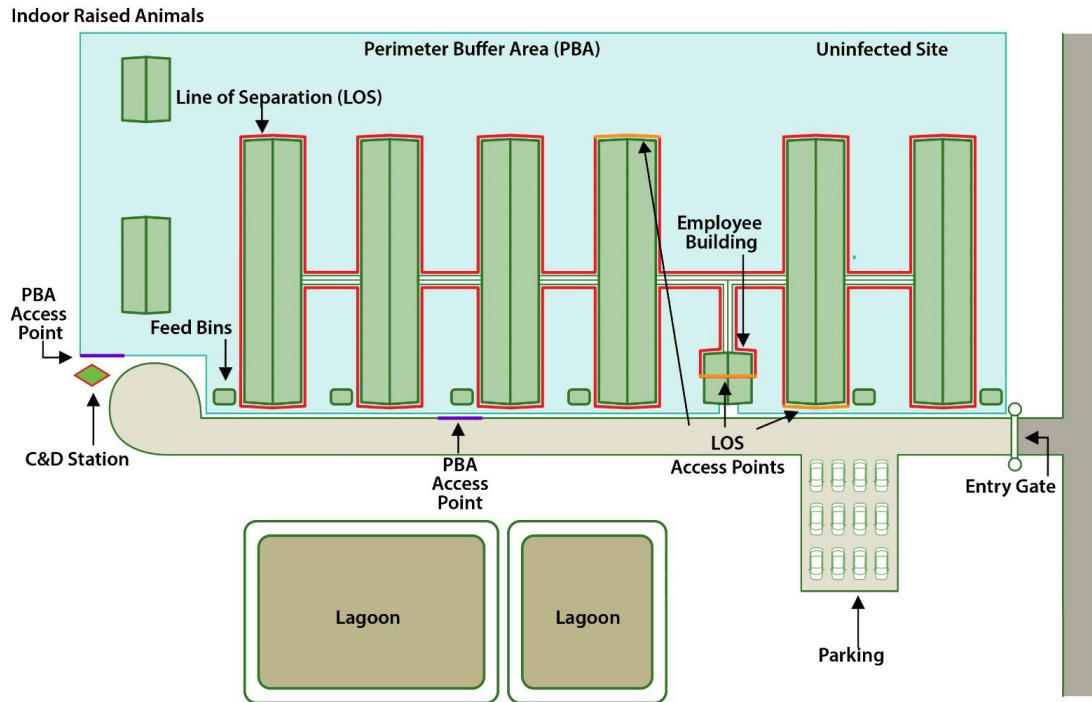 Indoor Raised Animals
Perimeter Buffer Area (PBA)
Uninfected Site
Line of Separation (LOS)
Employee
Building
PBA
Access
Point
Feed Bins
C&D Station
PBA
Access
Point
LOS
Access Points
Entry Gate
Lagoon
Lagoon
Parking